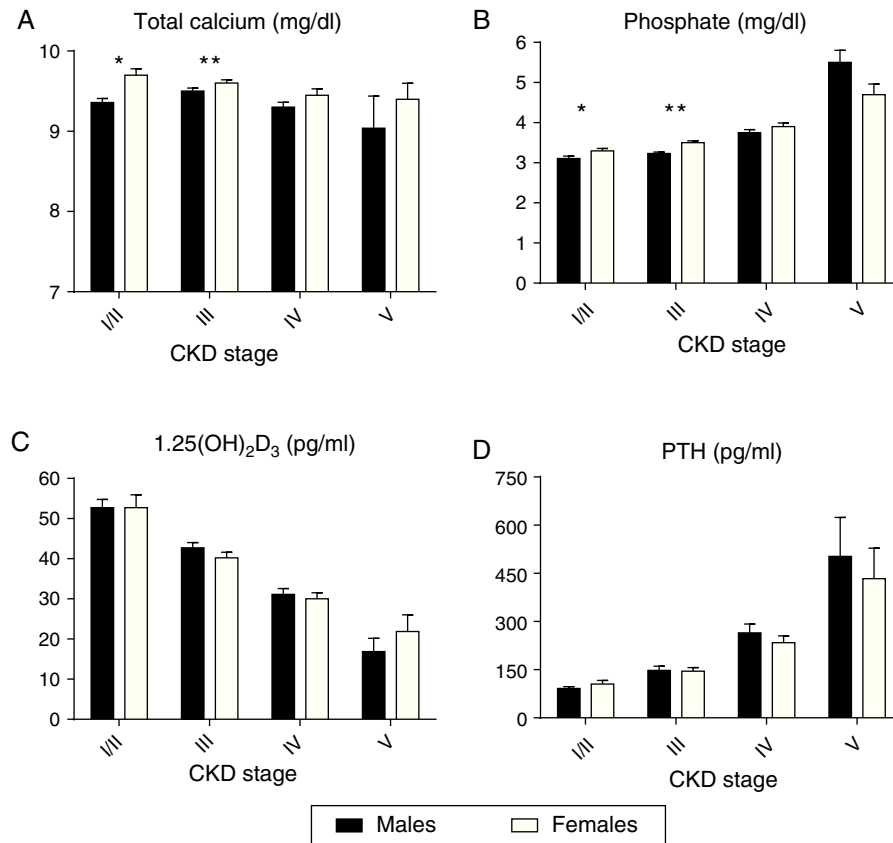 A Total calcium (mg/dl)
10
9
8
7
* **
I/II III IV V
CKD stage
B Phosphate (mg/dl)
6
5
4
3
2
1
0
* **
I/II III IV V
CKD stage
C 1.25(OH)₂D₃ (pg/ml)
60
50
40
30
20
10
0
I/II III IV V
CKD stage
D PTH (pg/ml)
750
600
450
300
150
0
I/II III IV V
CKD stage
Males Females